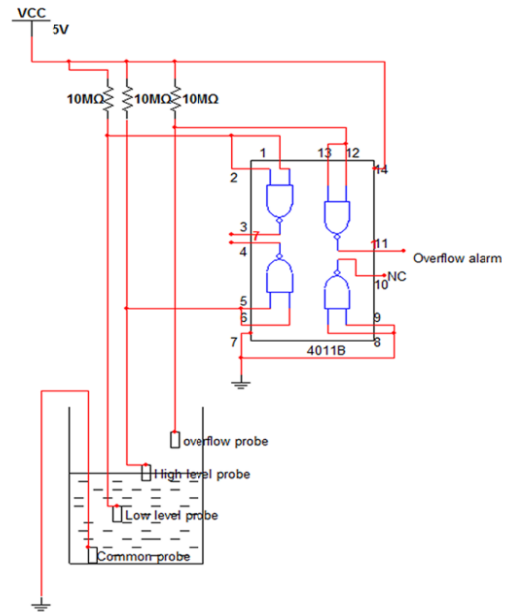 VCC
5V
10MΩ 10MΩ 10MΩ
1 13 12
14
2
3
7
4
11
Overflow alarm
NC
10
5
6
9
7
8
4011B
overflow probe
High level probe
Low level probe
Common probe